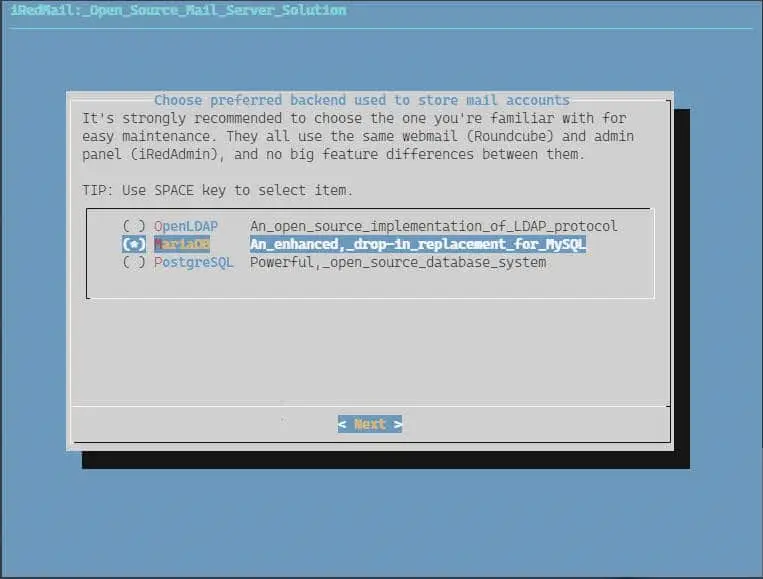 iRedMail:_Open_Source_Mail_Server_Solution
Choose preferred backend used to store mail accounts
It's strongly recommended to choose the one you're familiar with for
easy maintenance. They all use the same webmail (Roundcube) and admin
panel (iRedAdmin), and no big feature differences between them.
TIP: Use SPACE key to select item.
( ) OpenLDAP An_open_source_implementation_of_LDAP_protocol
(*) MariaDB An_enhanced,_drop-in_replacement_for_MySQL
( ) PostgreSQL Powerful,_open_source_database_system
< Next >